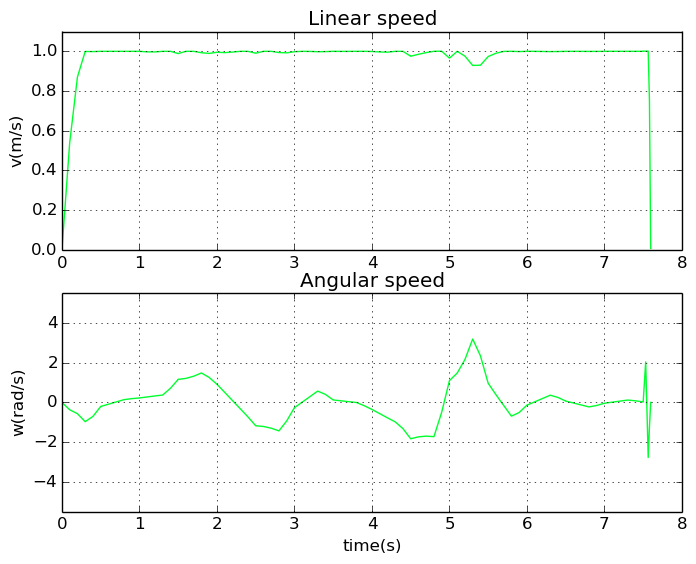 Linear speed
1.0
0.8
0.6
0.4
0.2
0.0
v(m/s)
0 1 2 3 4 5 6 7 8
Angular speed
4
2
0
−2
−4
w(rad/s)
0 1 2 3 4 5 6 7 8
time(s)